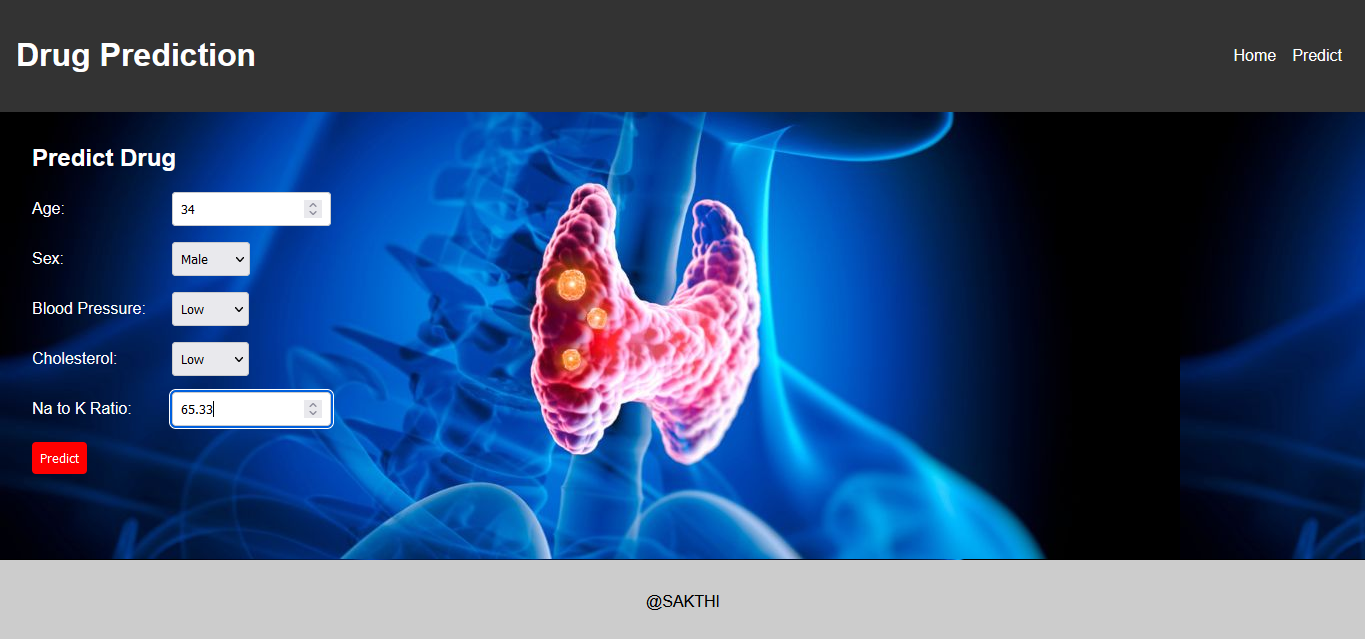 Drug Prediction
Home Predict
Predict Drug
Age: 34
Sex: Male
Blood Pressure: Low
Cholesterol: Low
Na to K Ratio: 65.33
Predict
@SAKTHI